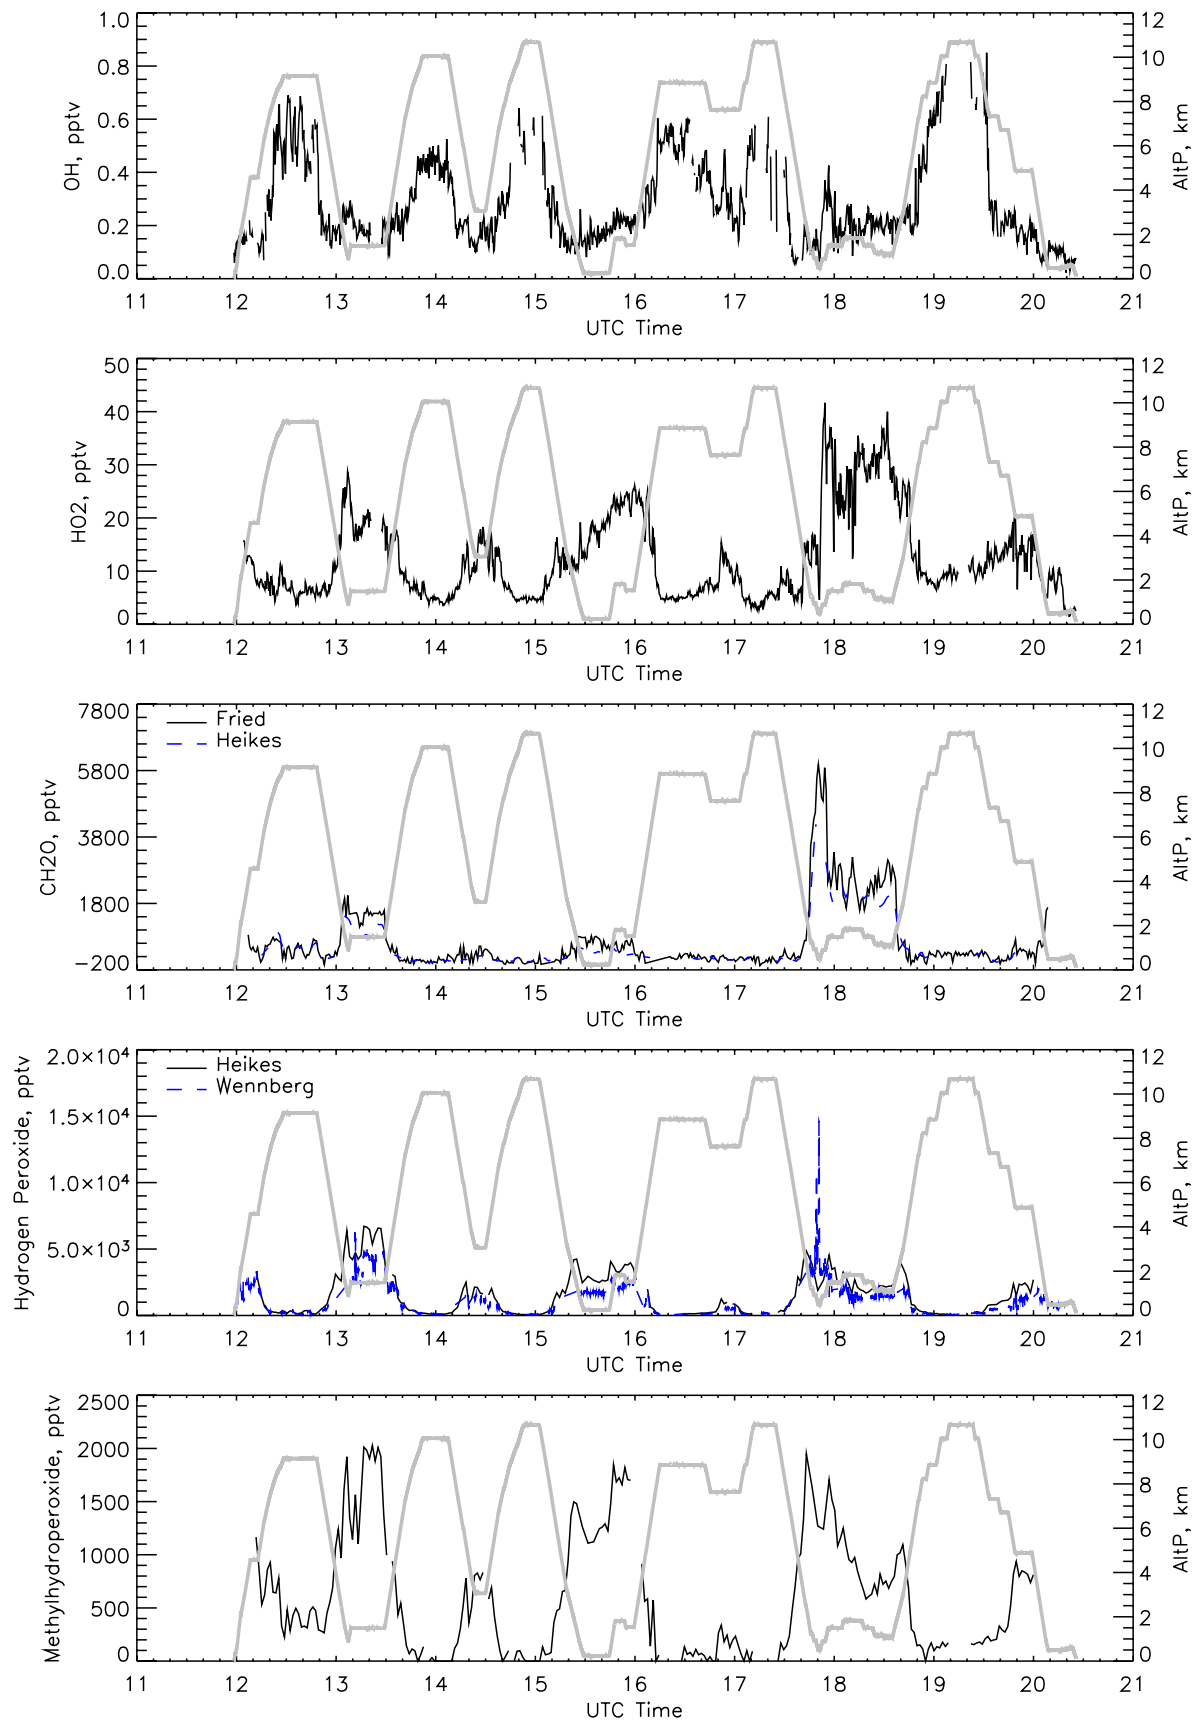 OH, pptv
1.0
0.8
0.6
0.4
0.2
0.0
12
10
8
6
4
2
0
AltP, km
11 12 13 14 15 16 17 18 19 20 21
UTC Time
HO2, pptv
50
40
30
20
10
0
12
10
8
6
4
2
0
AltP, km
11 12 13 14 15 16 17 18 19 20 21
UTC Time
CH2O, pptv
7800
5800
3800
1800
−200
Fried
Heikes
12
10
8
6
4
2
0
AltP, km
11 12 13 14 15 16 17 18 19 20 21
UTC Time
Hydrogen Peroxide, pptv
2.0×10⁴
1.5×10⁴
1.0×10⁴
5.0×10³
0
Heikes
Wennberg
12
10
8
6
4
2
0
AltP, km
11 12 13 14 15 16 17 18 19 20 21
UTC Time
Methylhydroperoxide, pptv
2500
2000
1500
1000
500
0
12
10
8
6
4
2
0
AltP, km
11 12 13 14 15 16 17 18 19 20 21
UTC Time